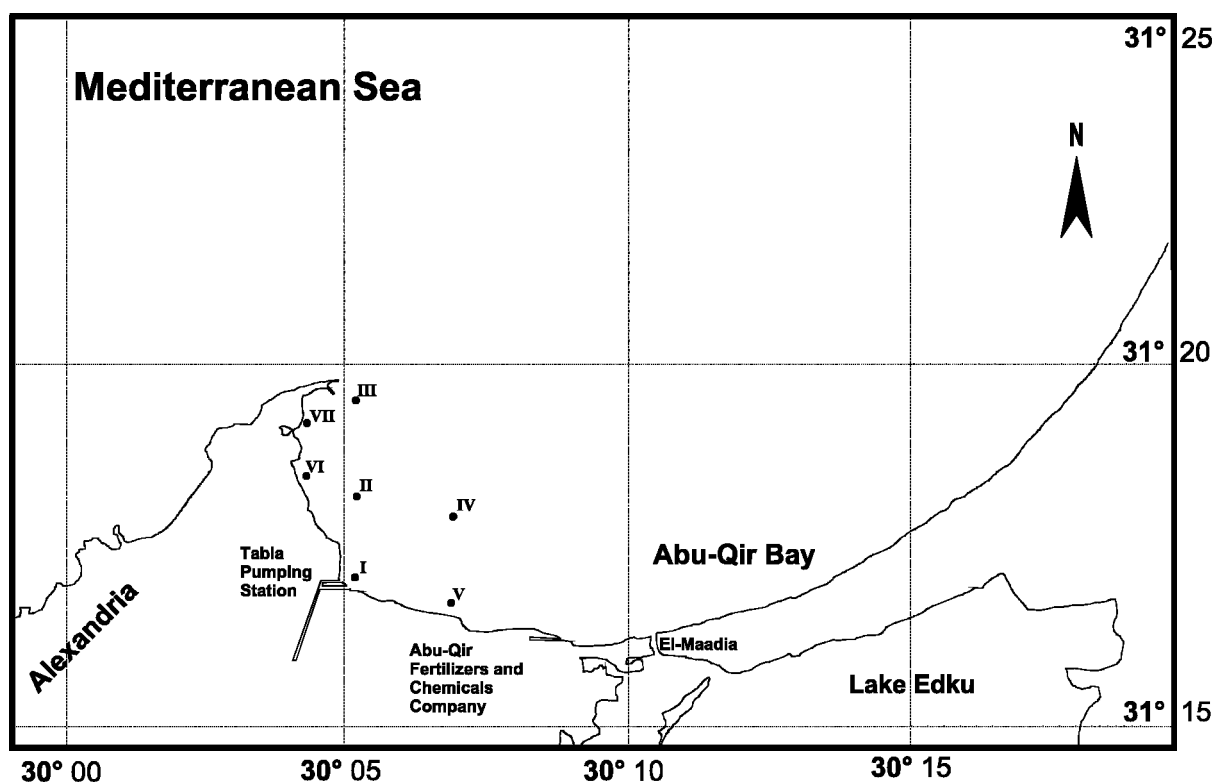 31° 25
Mediterranean Sea
N
31° 20
III
VII
VI
II
IV
Tabia
Pumping
Station
I
Abu-Qir Bay
V
Alexandria
El-Maadia
Abu-Qir
Fertilizers and
Chemicals
Company
Lake Edku
31° 15
30° 00
30° 05
30° 10
30° 15